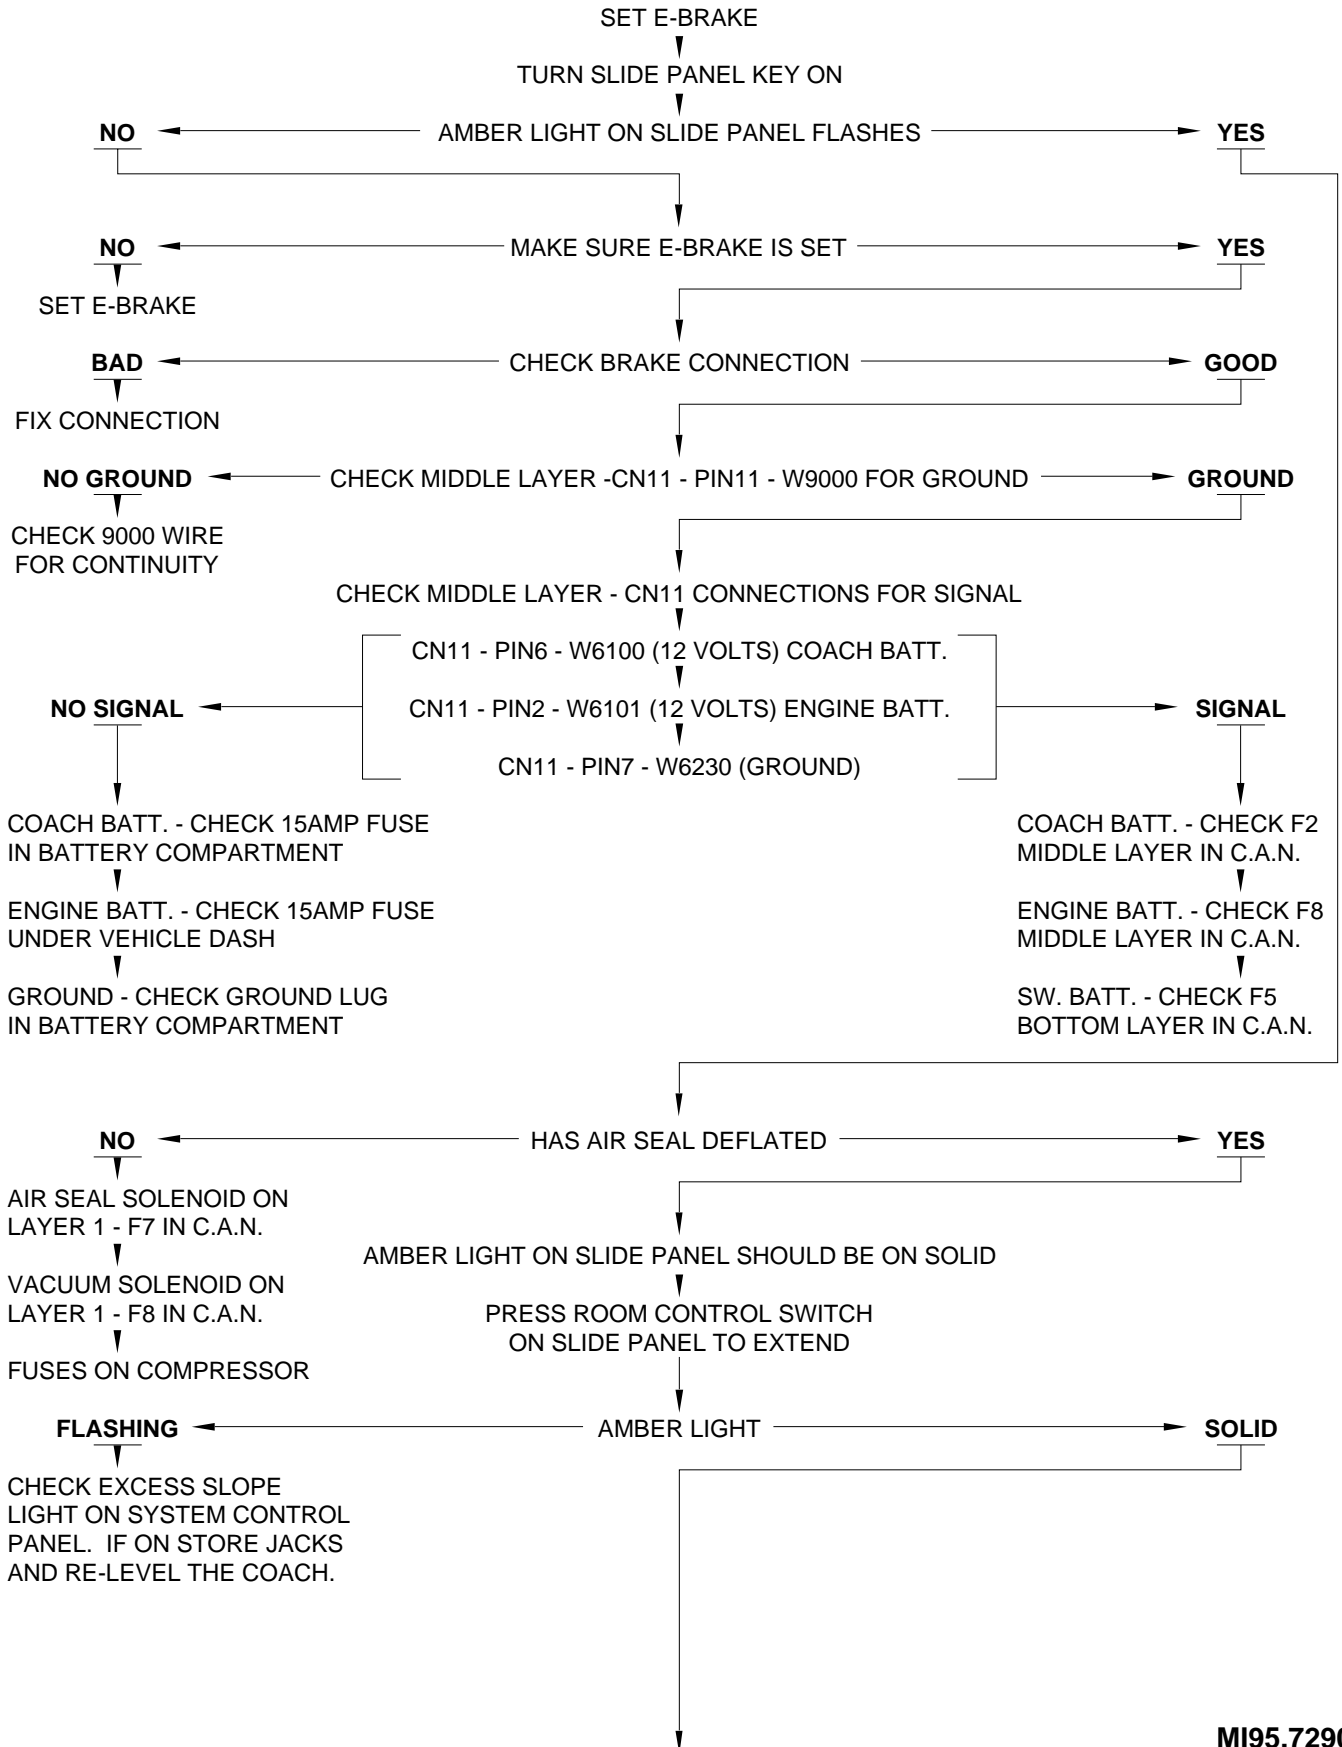 SET E-BRAKE
TURN SLIDE PANEL KEY ON
NO AMBER LIGHT ON SLIDE PANEL FLASHES YES
NO MAKE SURE E-BRAKE IS SET YES
SET E-BRAKE
BAD CHECK BRAKE CONNECTION GOOD
FIX CONNECTION
NO GROUND CHECK MIDDLE LAYER -CN11 - PIN11 - W9000 FOR GROUND GROUND
CHECK 9000 WIRE
FOR CONTINUITY
CHECK MIDDLE LAYER - CN11 CONNECTIONS FOR SIGNAL
CN11 - PIN6 - W6100 (12 VOLTS) COACH BATT.
NO SIGNAL CN11 - PIN2 - W6101 (12 VOLTS) ENGINE BATT. SIGNAL
CN11 - PIN7 - W6230 (GROUND)
COACH BATT. - CHECK 15AMP FUSE
IN BATTERY COMPARTMENT
ENGINE BATT. - CHECK 15AMP FUSE
UNDER VEHICLE DASH
GROUND - CHECK GROUND LUG
IN BATTERY COMPARTMENT
COACH BATT. - CHECK F2
MIDDLE LAYER IN C.A.N.
ENGINE BATT. - CHECK F8
MIDDLE LAYER IN C.A.N.
SW. BATT. - CHECK F5
BOTTOM LAYER IN C.A.N.
NO HAS AIR SEAL DEFLATED YES
AIR SEAL SOLENOID ON
LAYER 1 - F7 IN C.A.N.
VACUUM SOLENOID ON
LAYER 1 - F8 IN C.A.N.
FUSES ON COMPRESSOR
AMBER LIGHT ON SLIDE PANEL SHOULD BE ON SOLID
PRESS ROOM CONTROL SWITCH
ON SLIDE PANEL TO EXTEND
FLASHING AMBER LIGHT SOLID
CHECK EXCESS SLOPE
LIGHT ON SYSTEM CONTROL
PANEL. IF ON STORE JACKS
AND RE-LEVEL THE COACH.
MI95.7290